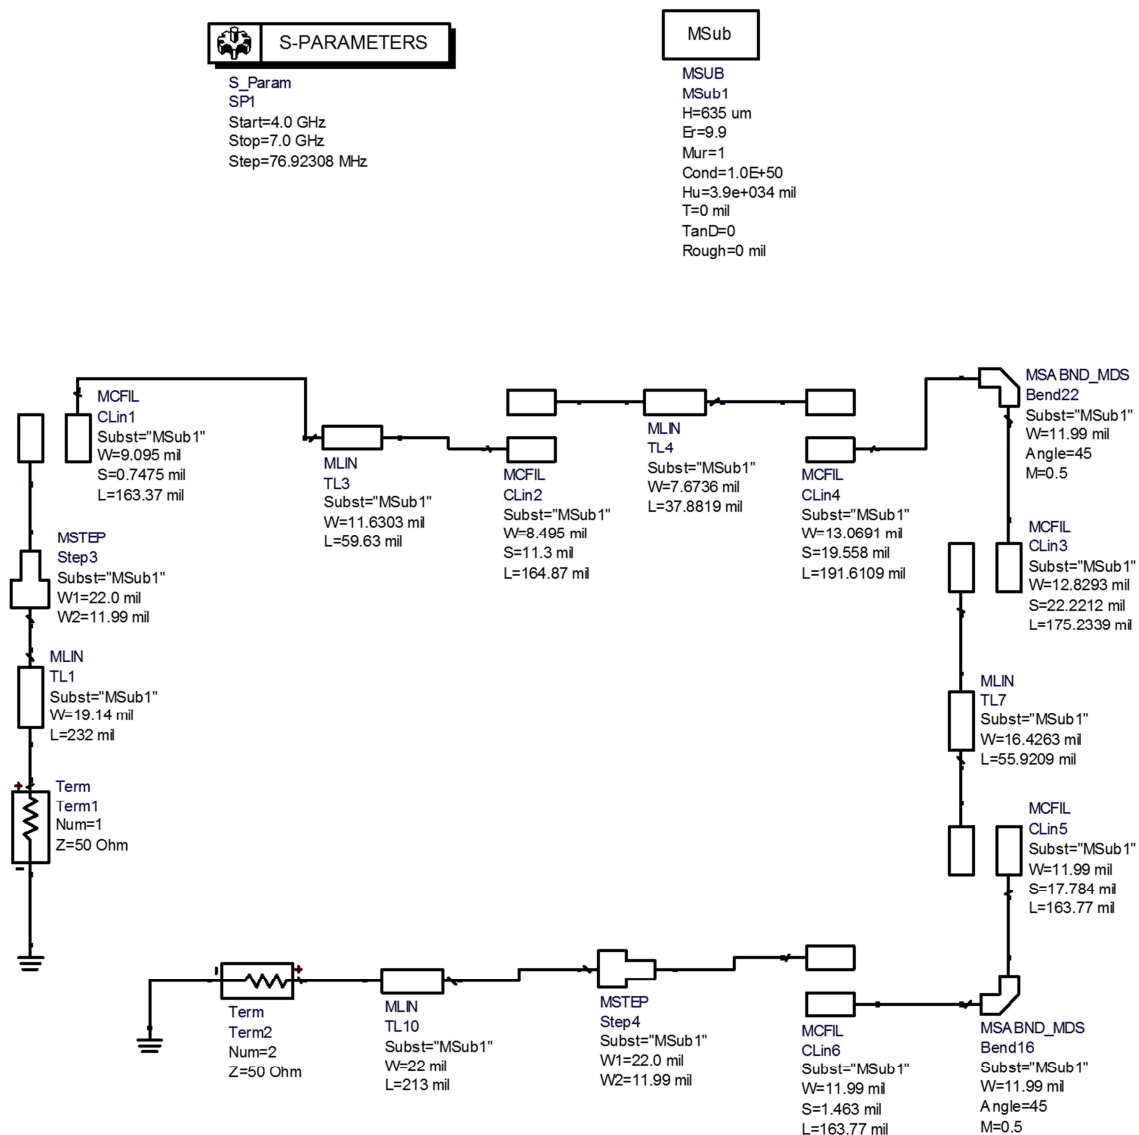 S-PARAMETERS
S_Param
SP1
Start=4.0 GHz
Stop=7.0 GHz
Step=76.92308 MHz
MSub
MSUB
MSub1
H=635 um
Er=9.9
Mur=1
Cond=1.0E+50
Hu=3.9e+034 mil
T=0 mil
TanD=0
Rough=0 mil
MCFIL
CLin1
Subst="MSub1"
W=9.095 mil
S=0.7475 mil
L=163.37 mil
MLIN
TL3
Subst="MSub1"
W=11.6303 mil
L=59.63 mil
MCFIL
CLin2
Subst="MSub1"
W=8.495 mil
S=11.3 mil
L=164.87 mil
MLIN
TL4
Subst="MSub1"
W=7.6736 mil
L=37.8819 mil
MCFIL
CLin4
Subst="MSub1"
W=13.0691 mil
S=19.558 mil
L=191.6109 mil
MSABND_MDS
Bend22
Subst="MSub1"
W=11.99 mil
Angle=45
M=0.5
MCFIL
CLin3
Subst="MSub1"
W=12.8293 mil
S=22.2212 mil
L=175.2339 mil
MSTEP
Step3
Subst="MSub1"
W1=22.0 mil
W2=11.99 mil
MLIN
TL1
Subst="MSub1"
W=19.14 mil
L=232 mil
MLIN
TL7
Subst="MSub1"
W=16.4263 mil
L=55.9209 mil
+
Term
Term1
Num=1
Z=50 Ohm
-
MCFIL
CLin5
Subst="MSub1"
W=11.99 mil
S=17.784 mil
L=163.77 mil
+
Term
Term2
Num=2
Z=50 Ohm
MLIN
TL10
Subst="MSub1"
W=22 mil
L=213 mil
MSTEP
Step4
Subst="MSub1"
W1=22.0 mil
W2=11.99 mil
MCFIL
CLin6
Subst="MSub1"
W=11.99 mil
S=1.463 mil
L=163.77 mil
MSABND_MDS
Bend16
Subst="MSub1"
W=11.99 mil
Angle=45
M=0.5